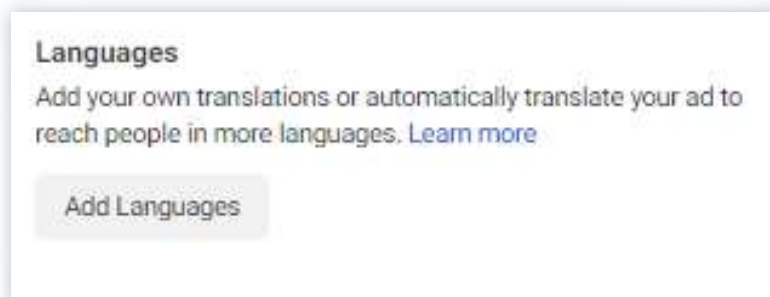 Languages
Add your own translations or automatically translate your ad to
reach people in more languages. Learn more
Add Languages